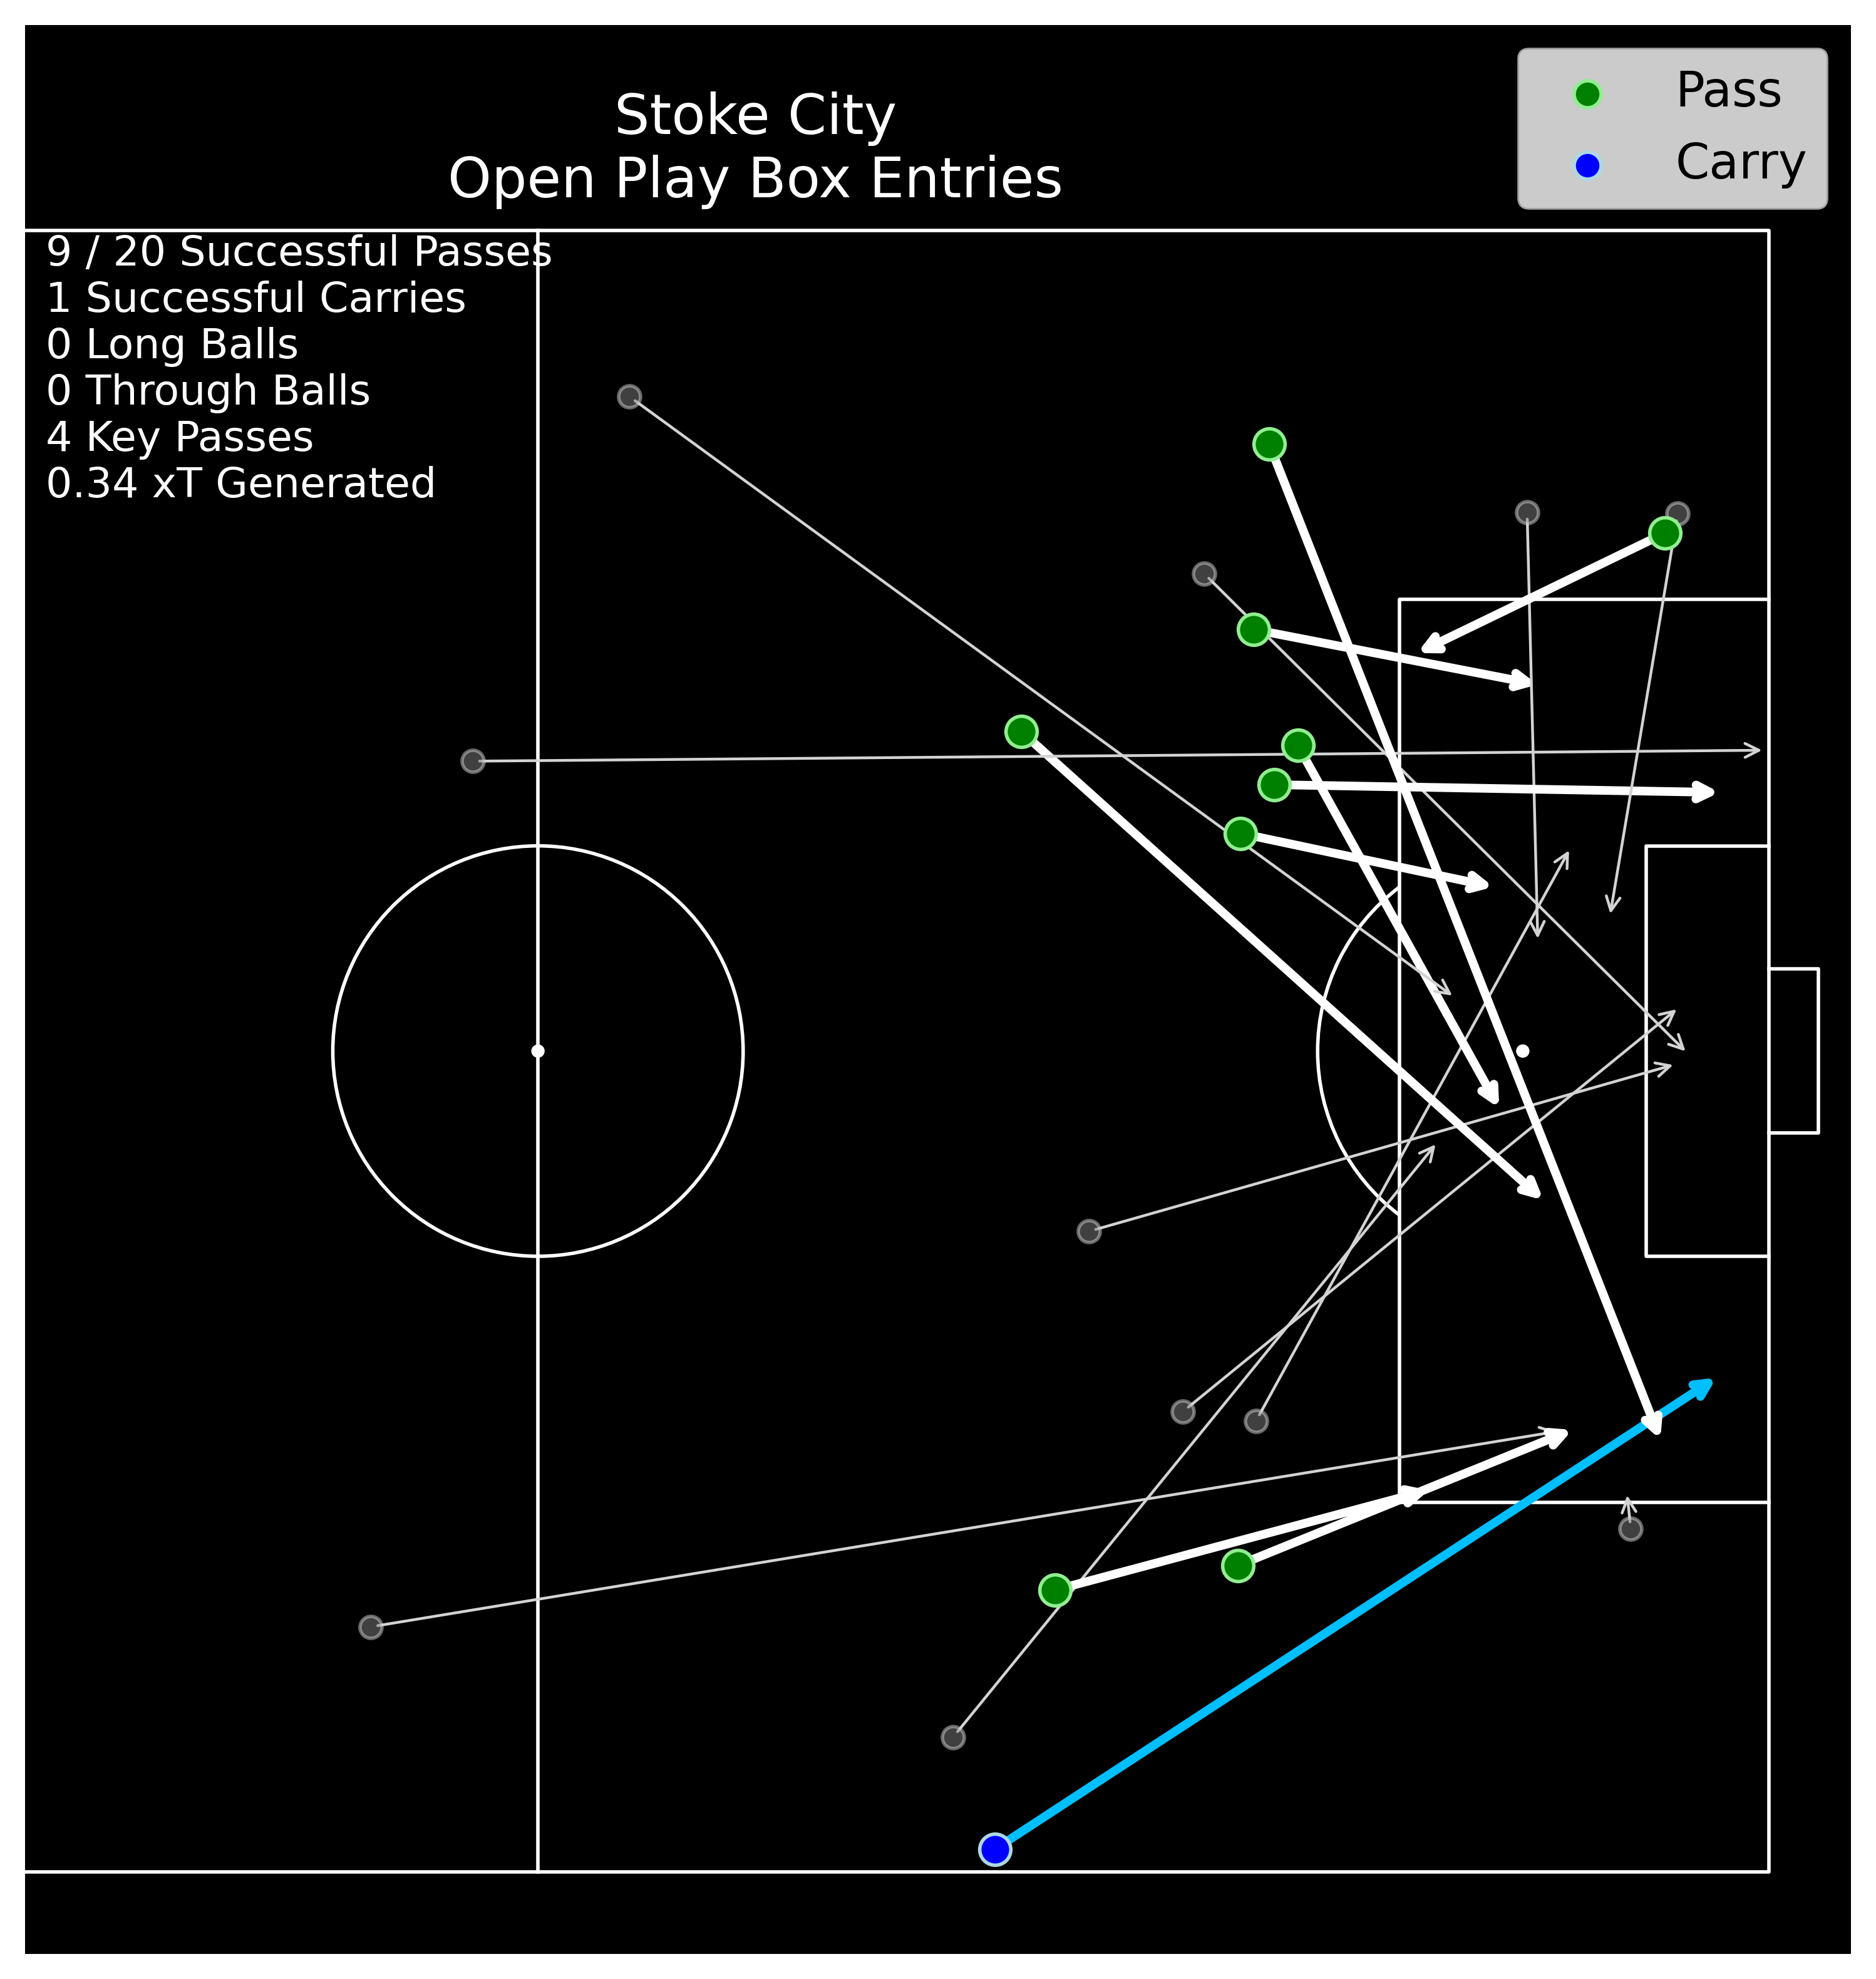 Stoke City
Open Play Box Entries
Pass
Carry
9 / 20 Successful Passes
1 Successful Carries
0 Long Balls
0 Through Balls
4 Key Passes
0.34 xT Generated